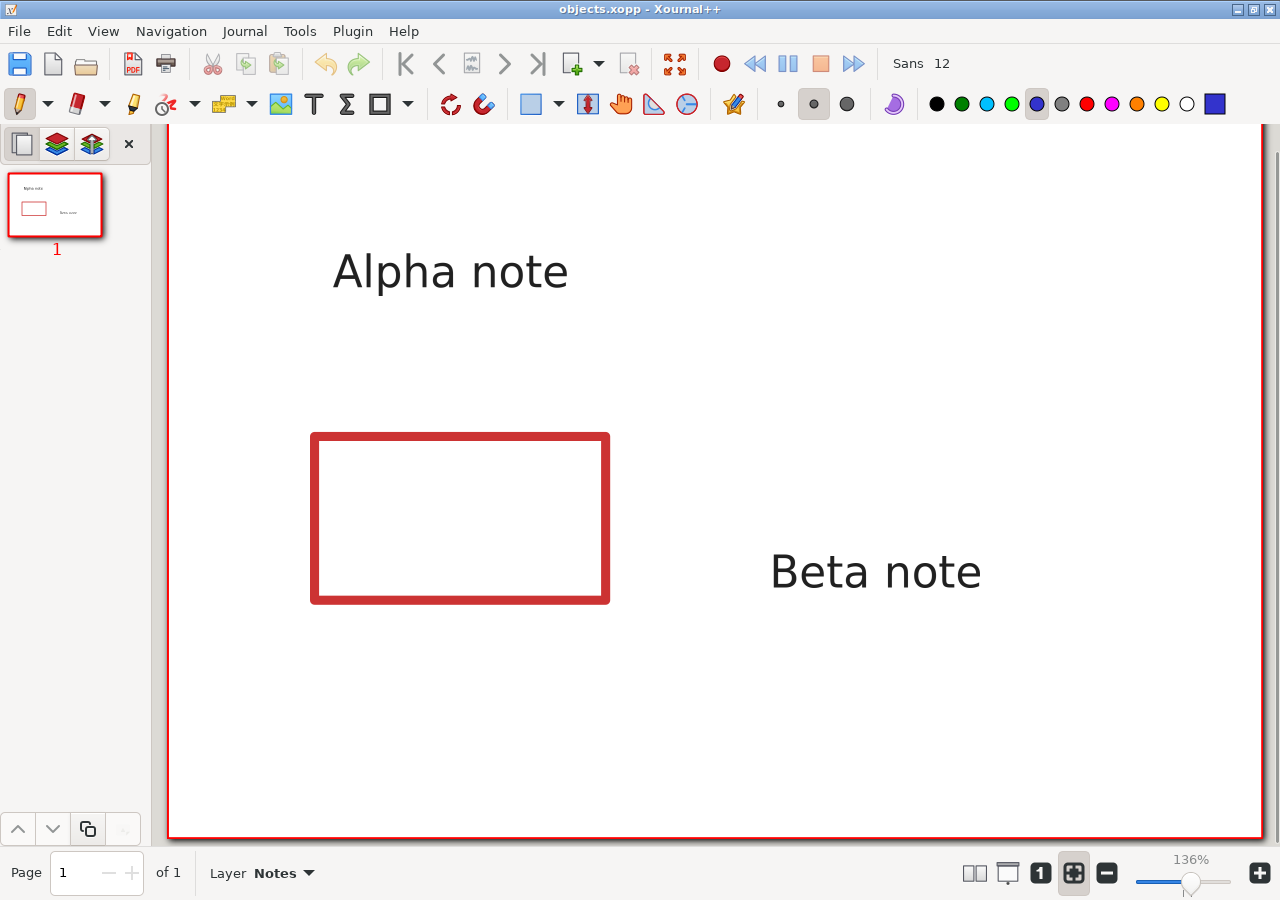 objects.xopp - Xournal++
File Edit View Navigation Journal Tools Plugin Help
Sans 12
Alpha note
Beta note
1
Page 1 of 1 Layer Notes
136%